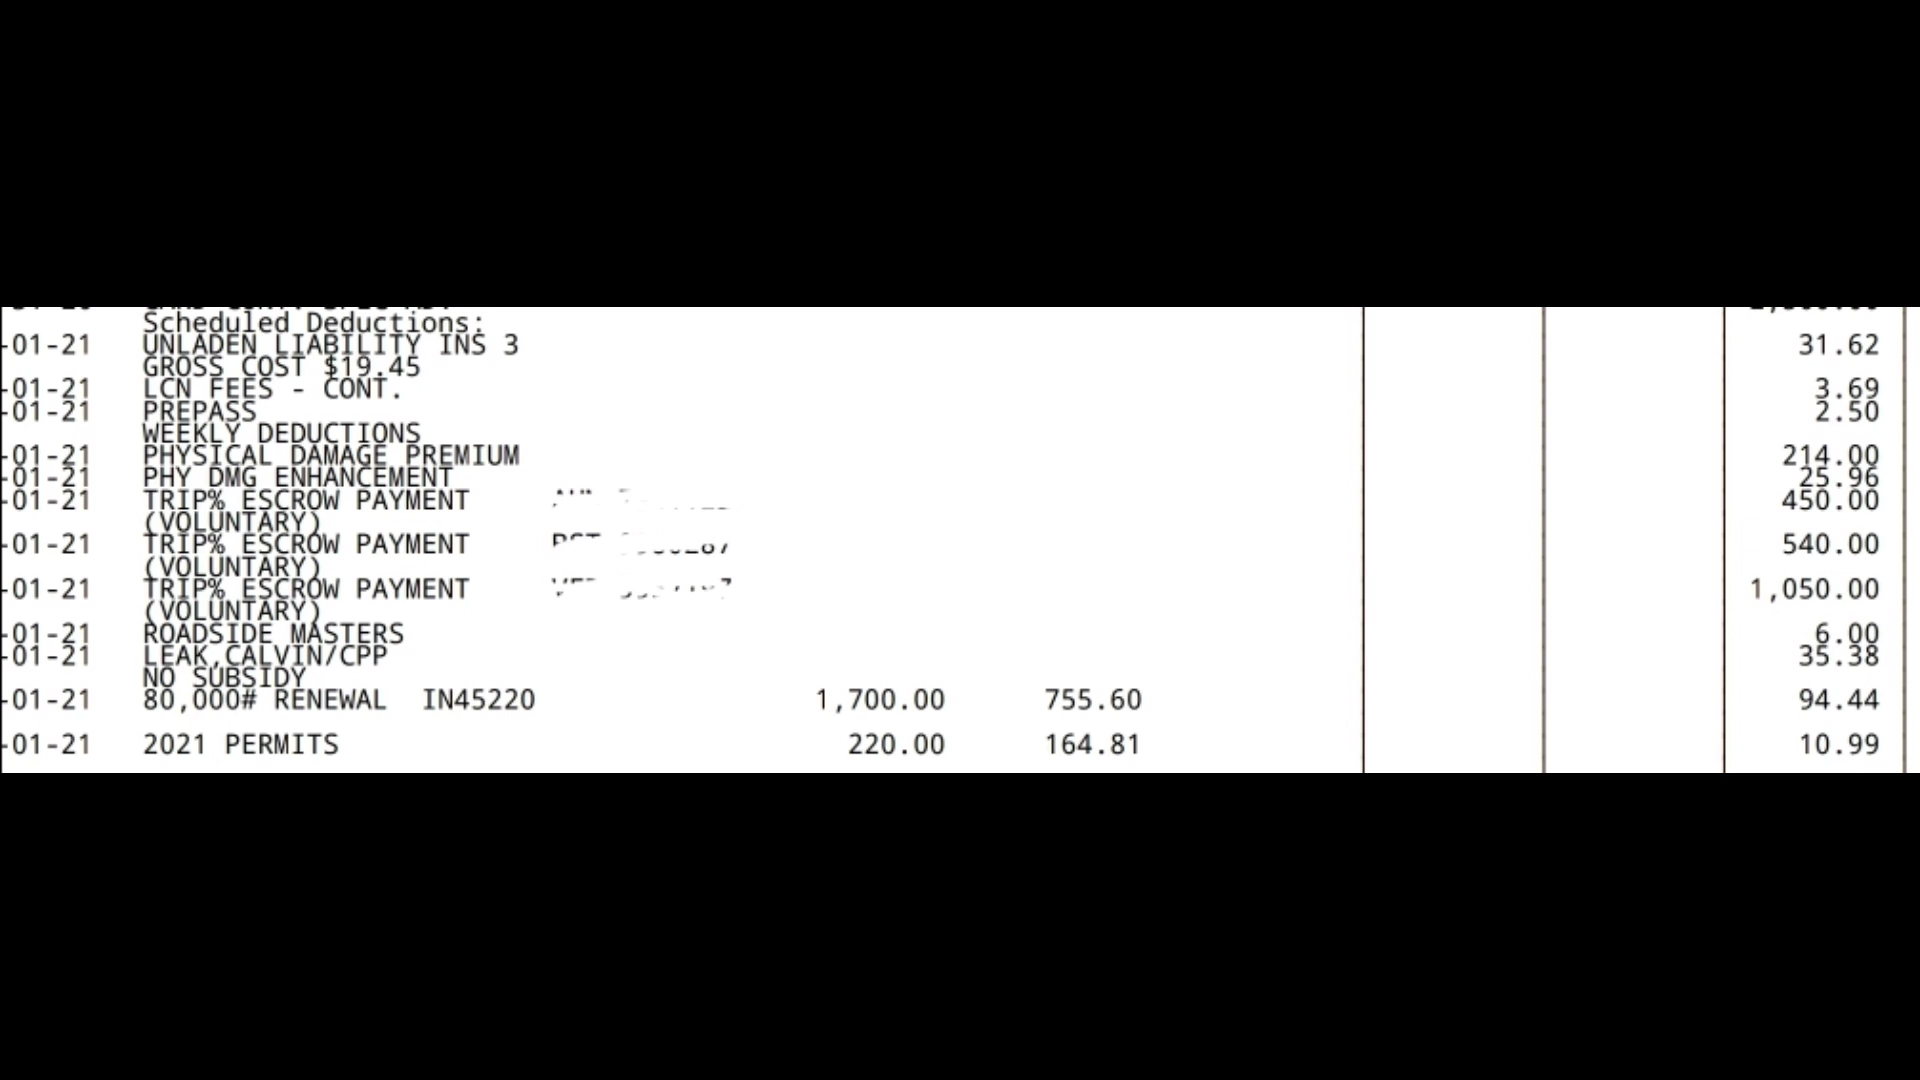 Scheduled Deductions:
-01-21 UNLADEN LIABILITY INS 3 31.62
GROSS COST $19.45
-01-21 LCN FEES - CONT. 3.69
-01-21 PREPASS 2.50
WEEKLY DEDUCTIONS
-01-21 PHYSICAL DAMAGE PREMIUM 214.00
-01-21 PHY DMG ENHANCEMENT 25.96
-01-21 TRIP% ESCROW PAYMENT 450.00
(VOLUNTARY)
-01-21 TRIP% ESCROW PAYMENT 540.00
(VOLUNTARY)
-01-21 TRIP% ESCROW PAYMENT 1,050.00
(VOLUNTARY)
-01-21 ROADSIDE MASTERS 6.00
-01-21 LEAK,CALVIN/CPP 35.38
NO SUBSIDY
-01-21 80,000# RENEWAL IN45220 1,700.00 755.60 94.44
-01-21 2021 PERMITS 220.00 164.81 10.99